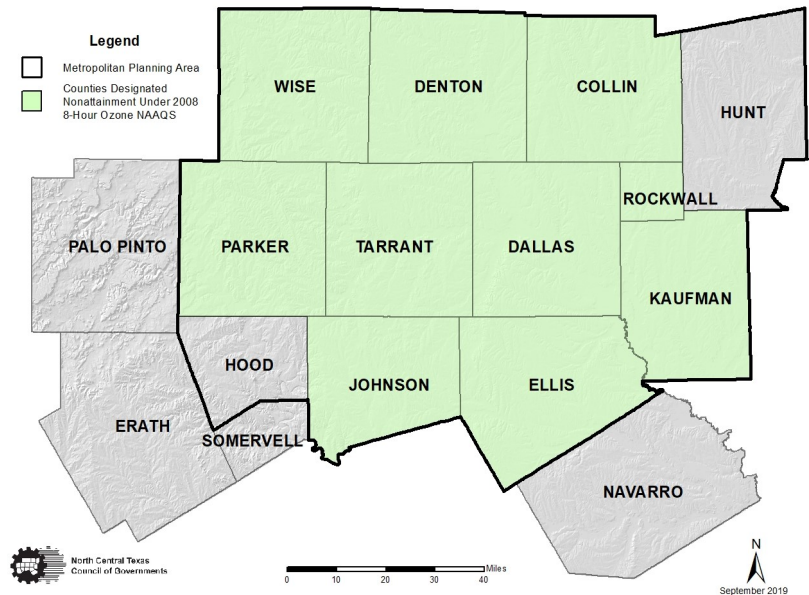 Legend
Metropolitan Planning Area
Counties Designated
Nonattainment Under 2008
8-Hour Ozone NAAQS
WISE
DENTON
COLLIN
HUNT
ROCKWALL
PALO PINTO
PARKER
TARRANT
DALLAS
KAUFMAN
HOOD
JOHNSON
ELLIS
ERATH
SOMERVELL
NAVARRO
North Central Texas
Council of Governments
0 10 20 30 40 Miles
N
September 2019